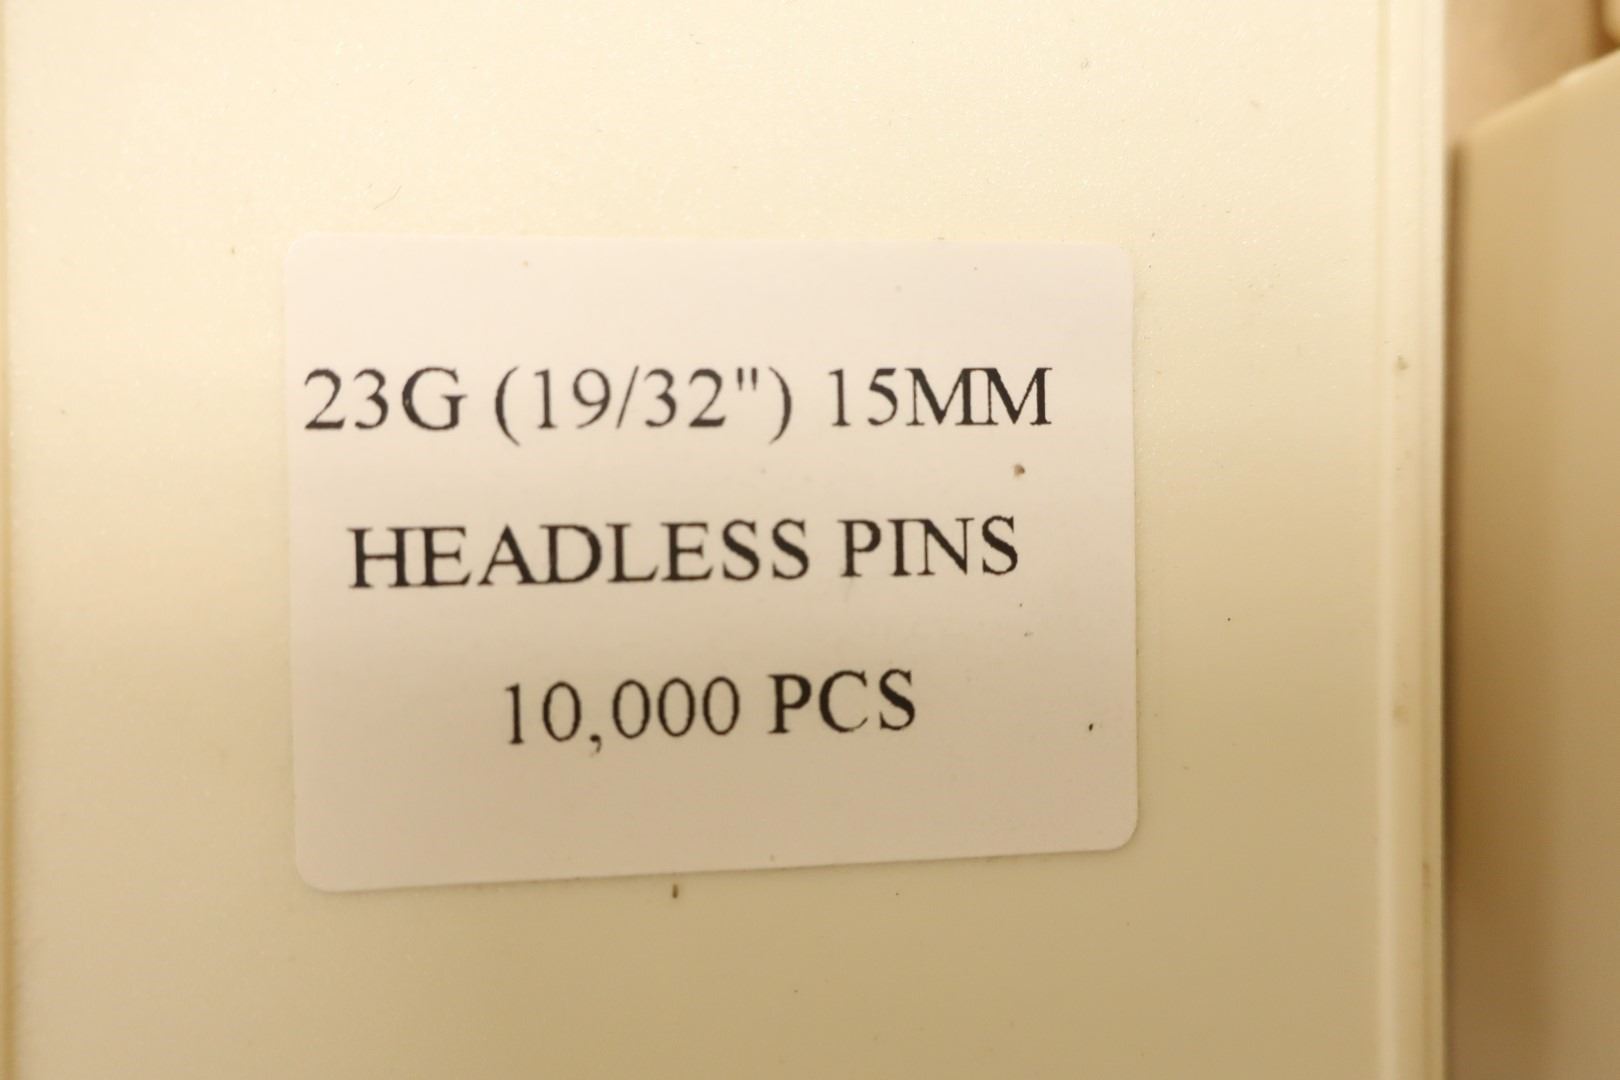 23G (19/32") 15MM
HEADLESS PINS
10,000 PCS